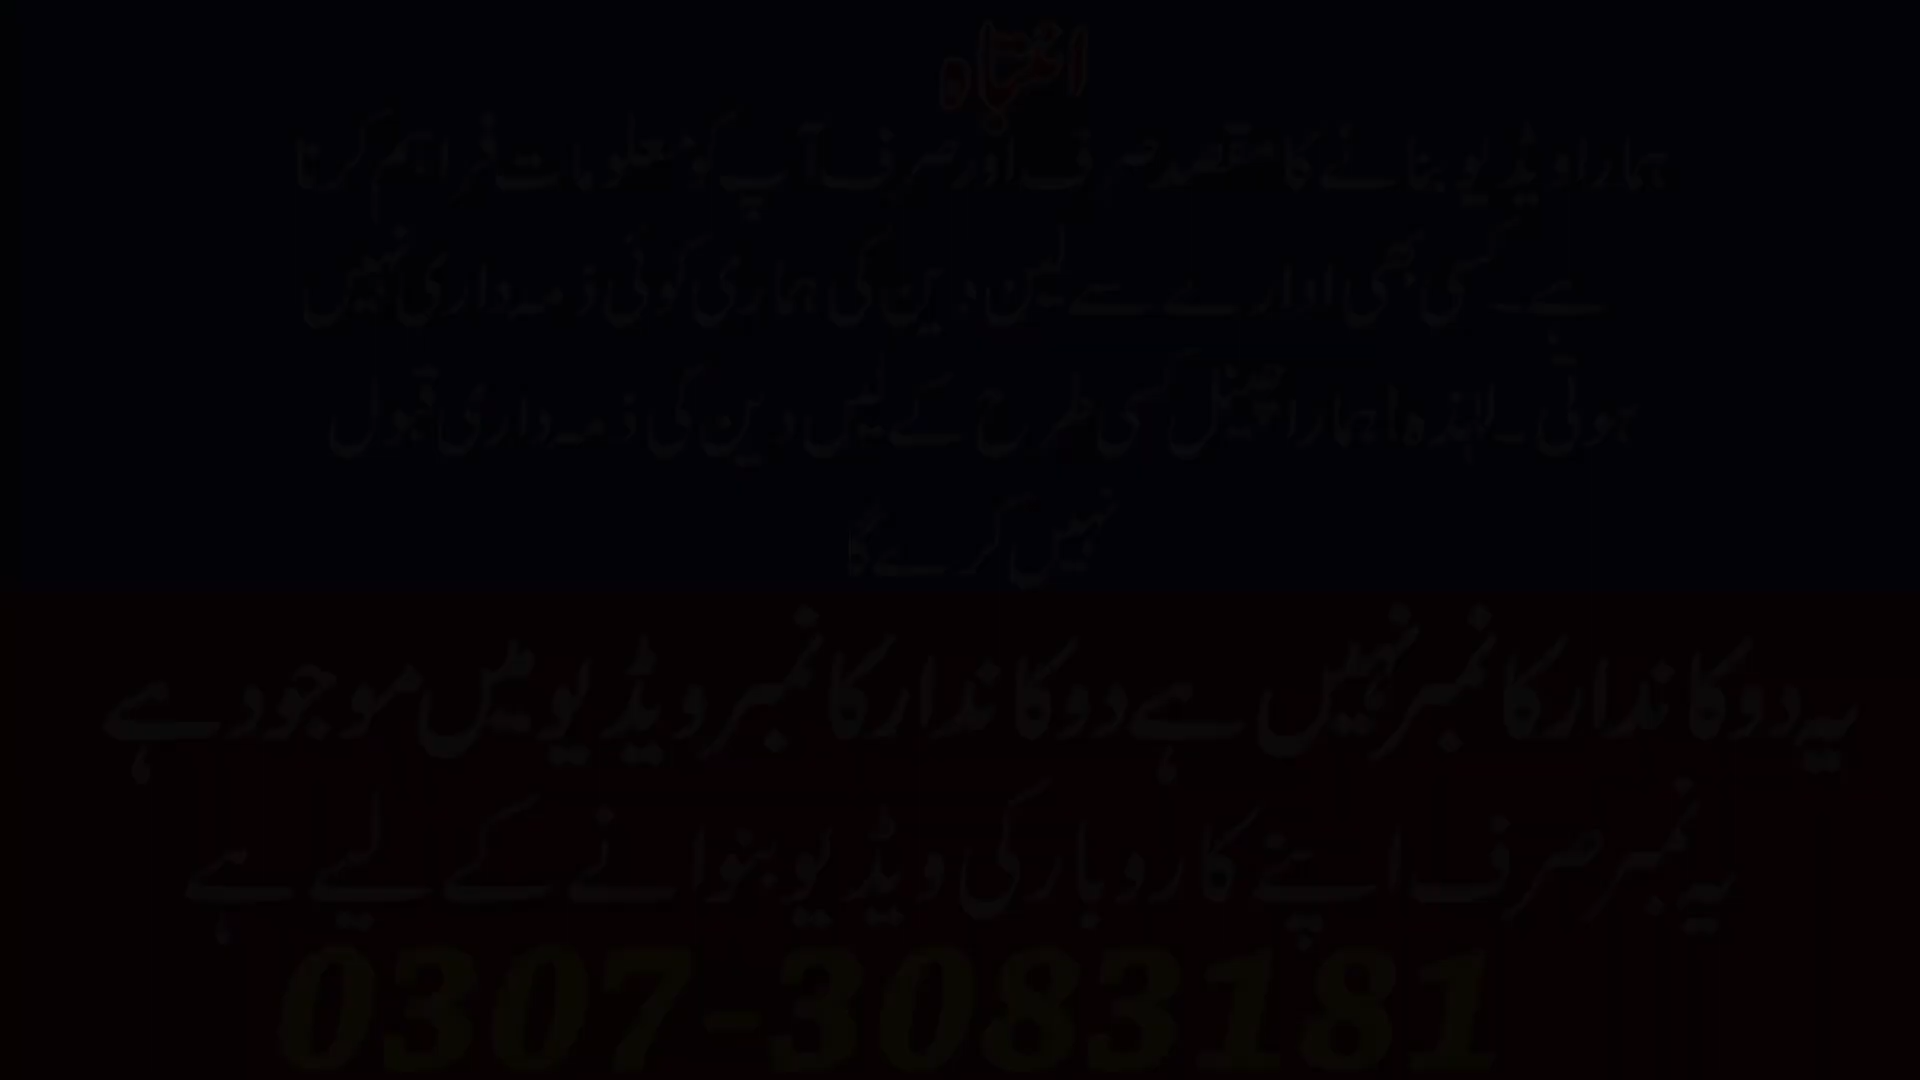 انتباہ
ہمارا ویڈیو بنانے کا مقصد صرف اور صرف آپ کو معلومات فراہم کرنا
ہے۔ کسی بھی ادارے سے لین دین کی ہماری کوئی ذمہ داری نہیں
ہوتی۔ لہٰذہ ہمارا چینل کسی طرح کے لین دین کی ذمہ داری قبول
نہیں کرے گا
یہ دوکاندار کا نمبر نہیں ہے دوکاندار کا نمبر ویڈیو میں موجود ہے
یہ نمبر صرف اپنے کاروبار کی ویڈیو بنوانے کے لیے ہے
0307-3083181